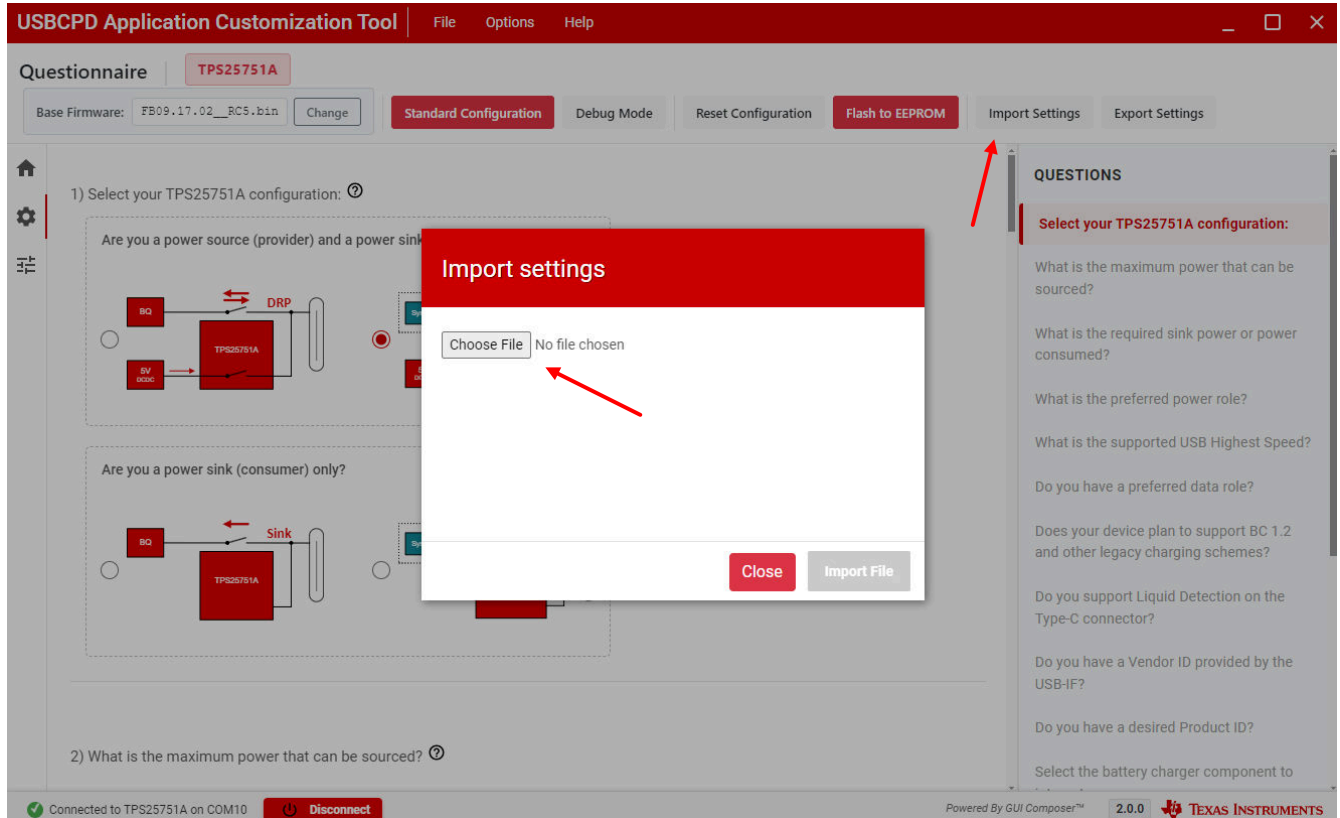 USBCPD Application Customization Tool
File
Options
Help
Questionnaire
TPS25751A
Base Firmware:
FB09.17.02__RC5.bin
Change
Standard Configuration
Debug Mode
Reset Configuration
Flash to EEPROM
Import Settings
Export Settings
1) Select your TPS25751A configuration:
Are you a power source (provider) and a power sink
DRP
BQ
TPS25751A
5V
DCDC
Are you a power sink (consumer) only?
Sink
BQ
TPS25751A
2) What is the maximum power that can be sourced?
Import settings
Choose File
No file chosen
Close
Import File
QUESTIONS
Select your TPS25751A configuration:
What is the maximum power that can be
sourced?
What is the required sink power or power
consumed?
What is the preferred power role?
What is the supported USB Highest Speed?
Do you have a preferred data role?
Does your device plan to support BC 1.2
and other legacy charging schemes?
Do you support Liquid Detection on the
Type-C connector?
Do you have a Vendor ID provided by the
USB-IF?
Do you have a desired Product ID?
Select the battery charger component to
Connected to TPS25751A on COM10
Disconnect
Powered By GUI Composer™
2.0.0
TEXAS INSTRUMENTS